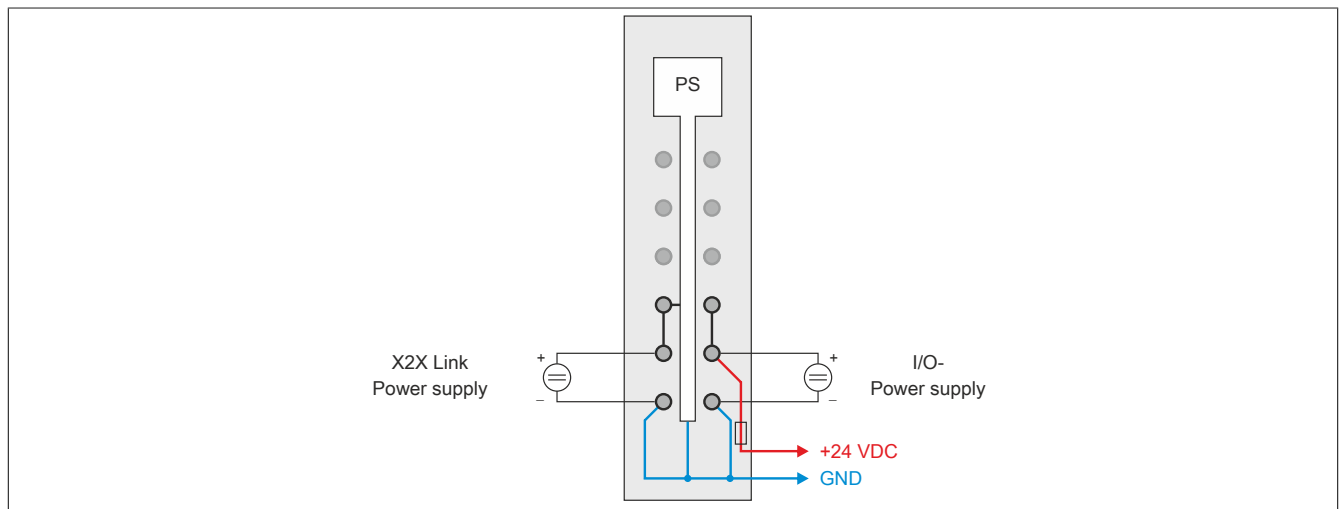 PS
X2X Link
Power supply
+
–
+
–
I/O-
Power supply
+24 VDC
GND